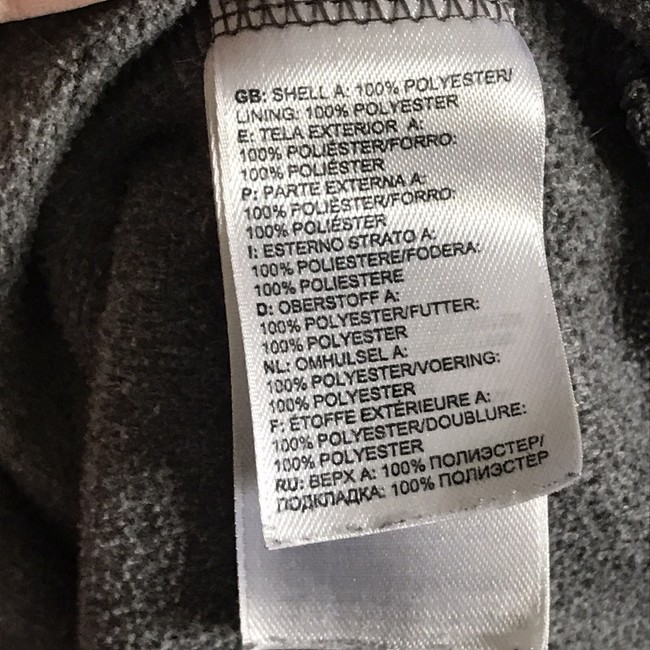 GB: SHELL A: 100% POLYESTER/
LINING: 100% POLYESTER
E: TELA EXTERIOR A:
100% POLIÉSTER/FORRO:
100% POLIÉSTER
P: PARTE EXTERNA A:
100% POLIÉSTER/FORRO:
100% POLIÉSTER
I: ESTERNO STRATO A:
100% POLIESTERE/FODERA:
100% POLIESTERE
D: OBERSTOFF A:
100% POLYESTER/FUTTER:
100% POLYESTER
NL: OMHULSEL A:
100% POLYESTER/VOERING:
100% POLYESTER
F: ÉTOFFE EXTÉRIEURE A:
100% POLYESTER/DOUBLURE:
100% POLYESTER
RU: ВЕРХ A: 100% ПОЛИЭСТЕР/
ПОДКЛАДКА: 100% ПОЛИЭСТЕР